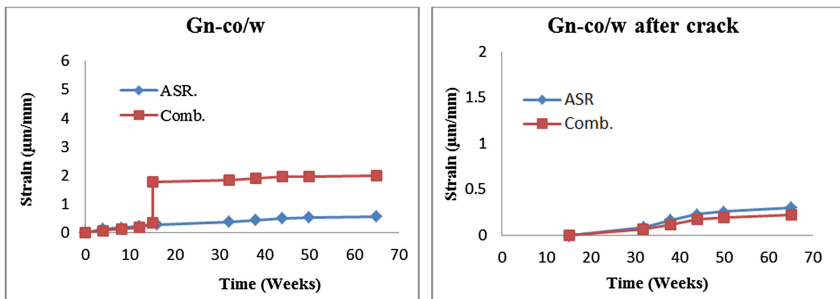 Gn-co/w
6
5
4
3
2
1
0
Strain (μm/mm)
ASR.
Comb.
0 10 20 30 40 50 60 70
Time (Weeks)
Gn-co/w after crack
2
1.5
1
0.5
0
Strain (μm/mm)
ASR
Comb.
0 10 20 30 40 50 60 70
Time (Weeks)